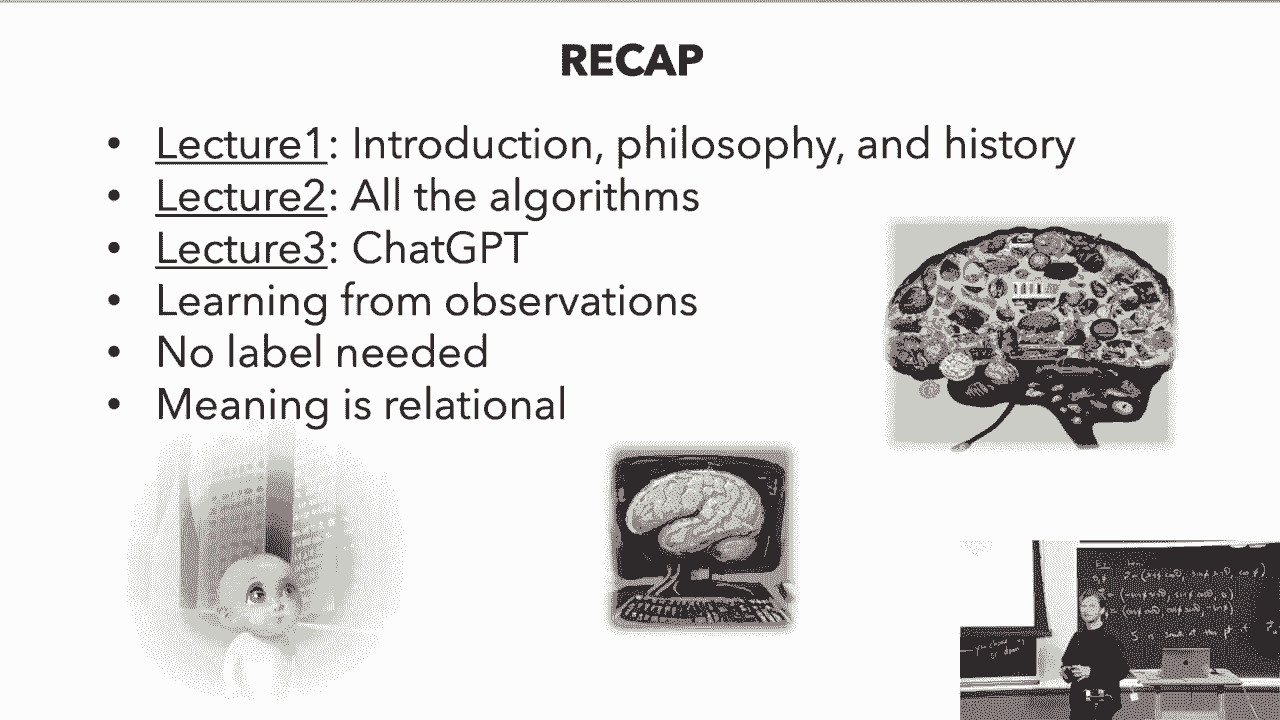 RECAP
• Lecture1: Introduction, philosophy, and history
• Lecture2: All the algorithms
• Lecture3: ChatGPT
• Learning from observations
• No label needed
• Meaning is relational